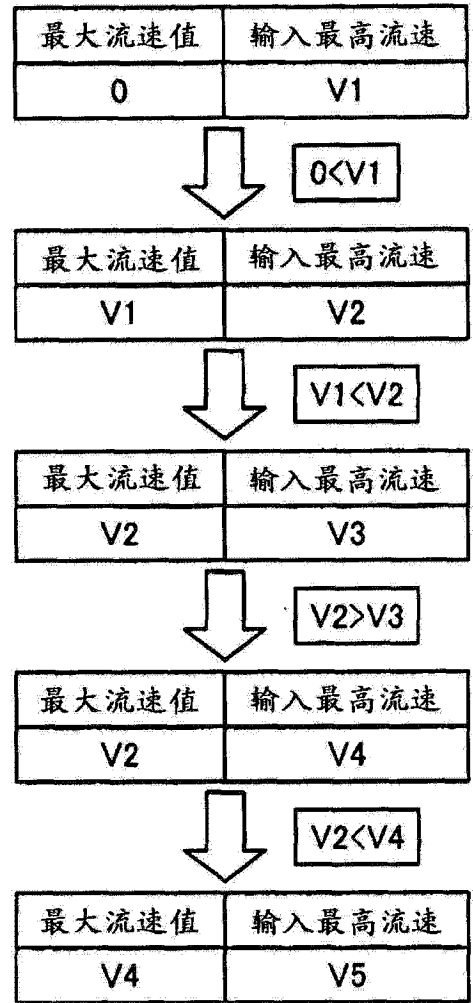 最大流速值 输入最高流速
0 V1
0<V1
最大流速值 输入最高流速
V1 V2
V1<V2
最大流速值 输入最高流速
V2 V3
V2>V3
最大流速值 输入最高流速
V2 V4
V2<V4
最大流速值 输入最高流速
V4 V5